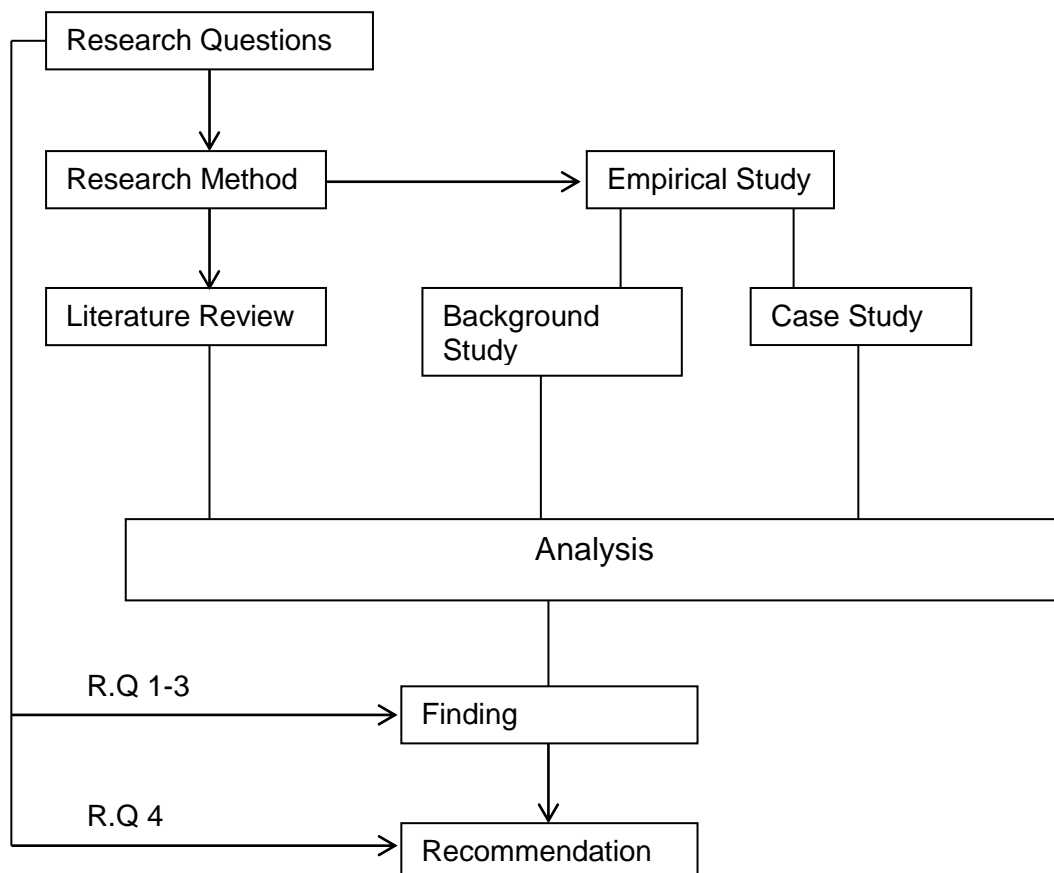 Research Questions
Research Method
Empirical Study
Literature Review
Background
Study
Case Study
Analysis
R.Q 1-3
Finding
R.Q 4
Recommendation